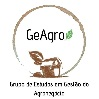 GeAgro
Grupo de Estudos em Gestão do
Agronegócio